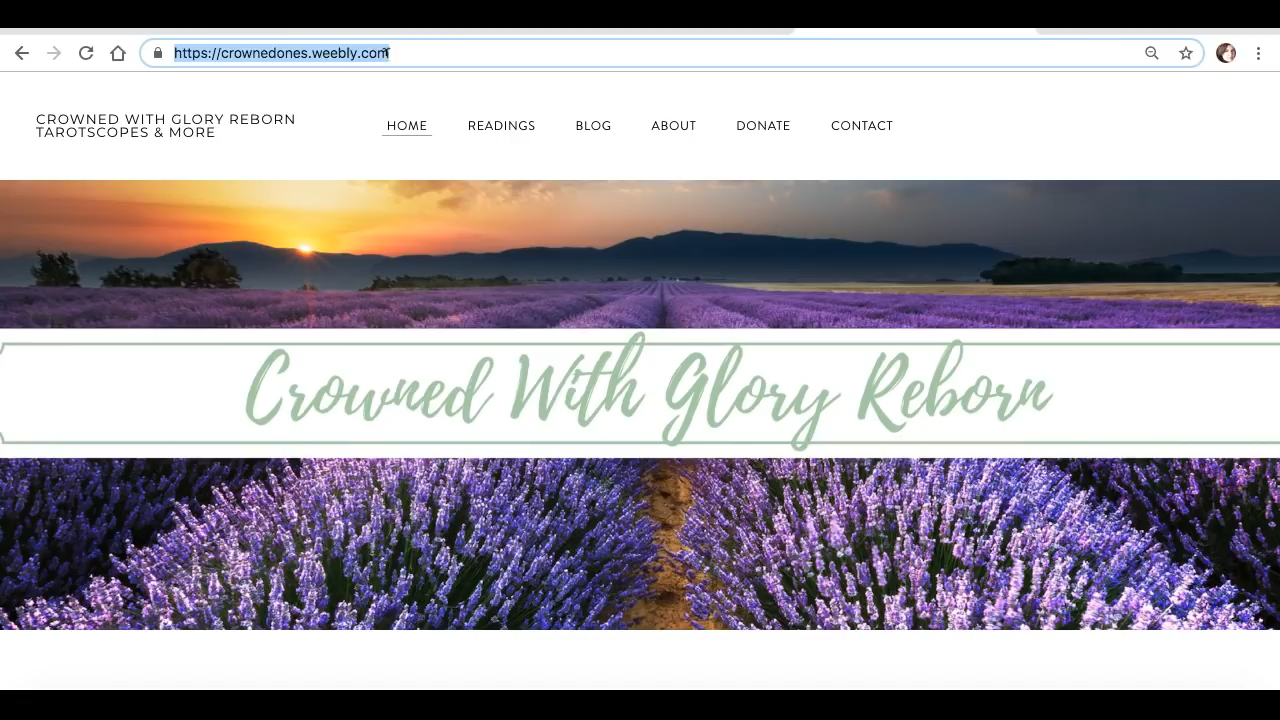 https://crownedones.weebly.com
CROWNED WITH GLORY REBORN
TAROTSCOPES & MORE
HOME READINGS BLOG ABOUT DONATE CONTACT
Crowned With Glory Reborn